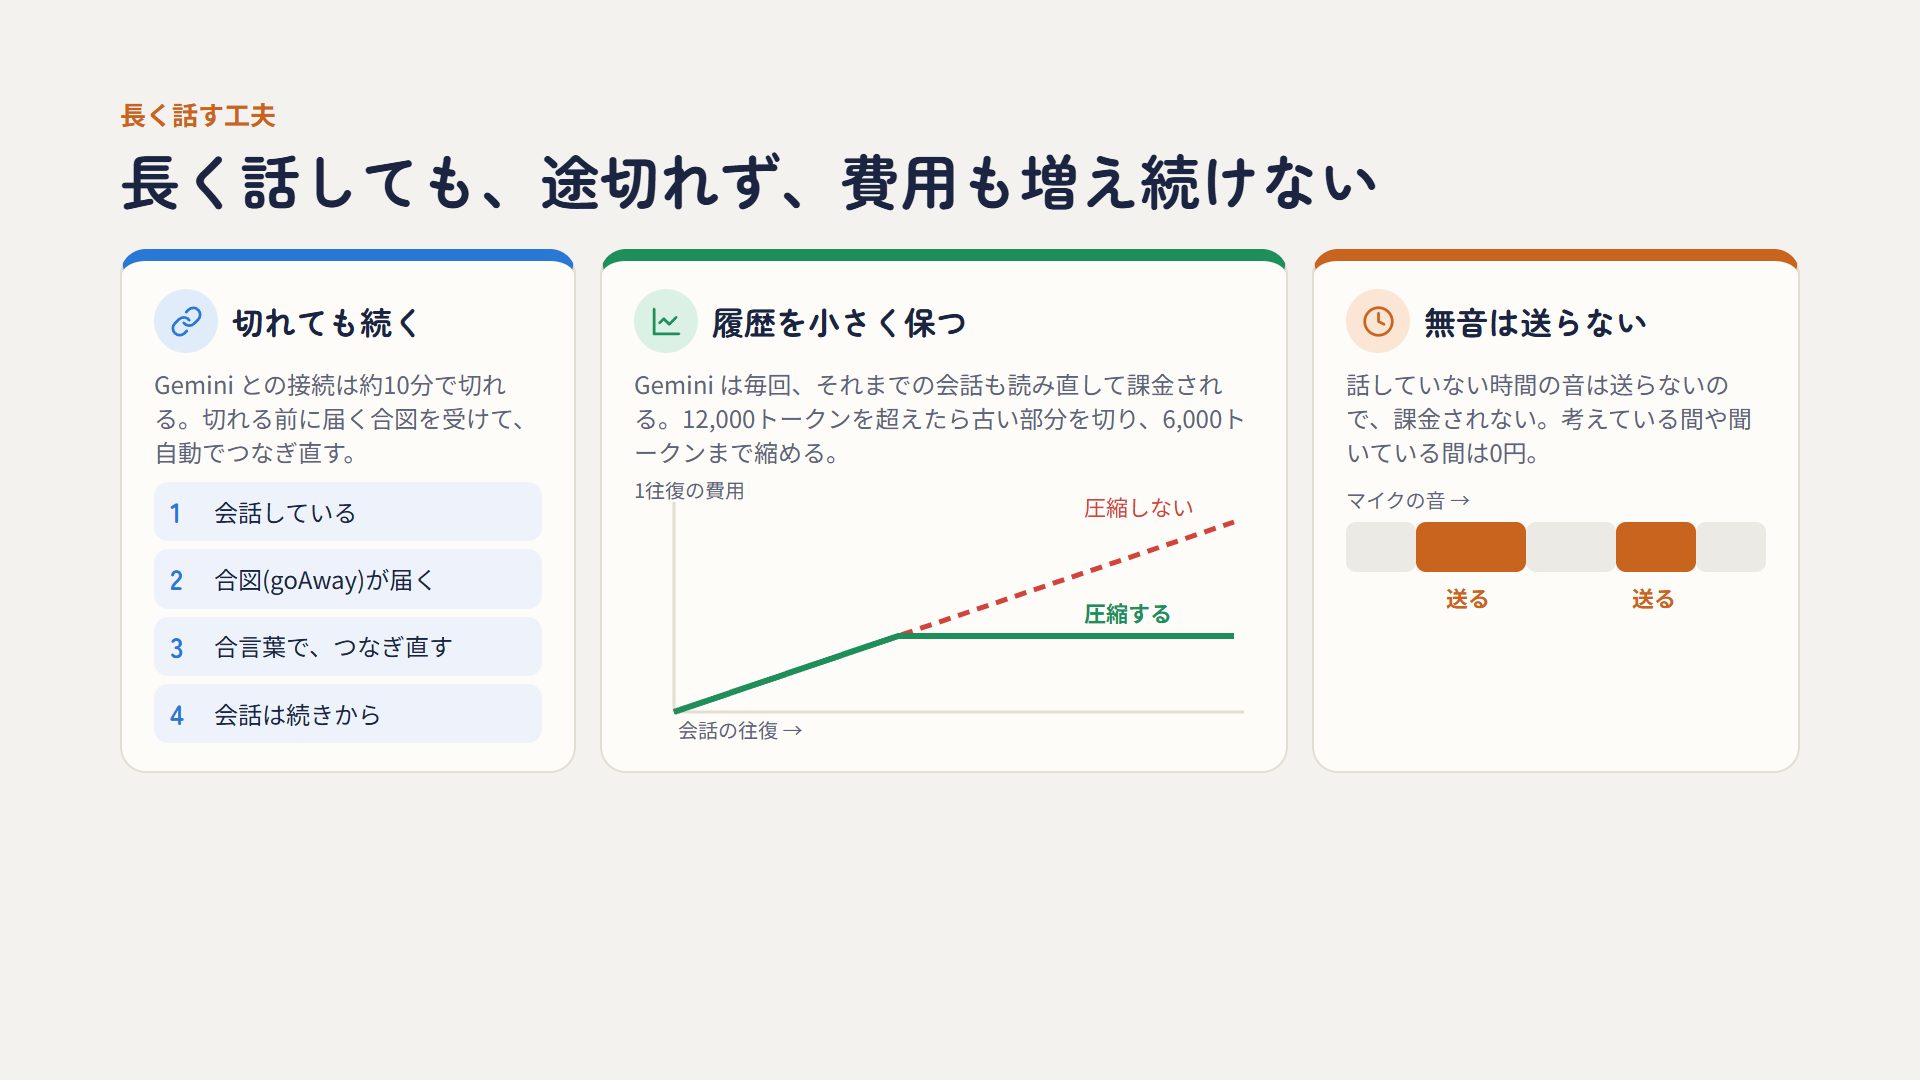 長く話す工夫
長く話しても、途切れず、費用も増え続けない
切れても続く
Gemini との接続は約10分で切れ
る。切れる前に届く合図を受けて、
自動でつなぎ直す。
1 会話している
2 合図(goAway)が届く
3 合言葉で、つなぎ直す
4 会話は続きから
履歴を小さく保つ
Gemini は毎回、それまでの会話も読み直して課金され
る。12,000トークンを超えたら古い部分を切り、6,000ト
ークンまで縮める。
1往復の費用
圧縮しない
圧縮する
会話の往復 →
無音は送らない
話していない時間の音は送らないの
で、課金されない。考えている間や聞
いている間は0円。
マイクの音 →
送る 送る